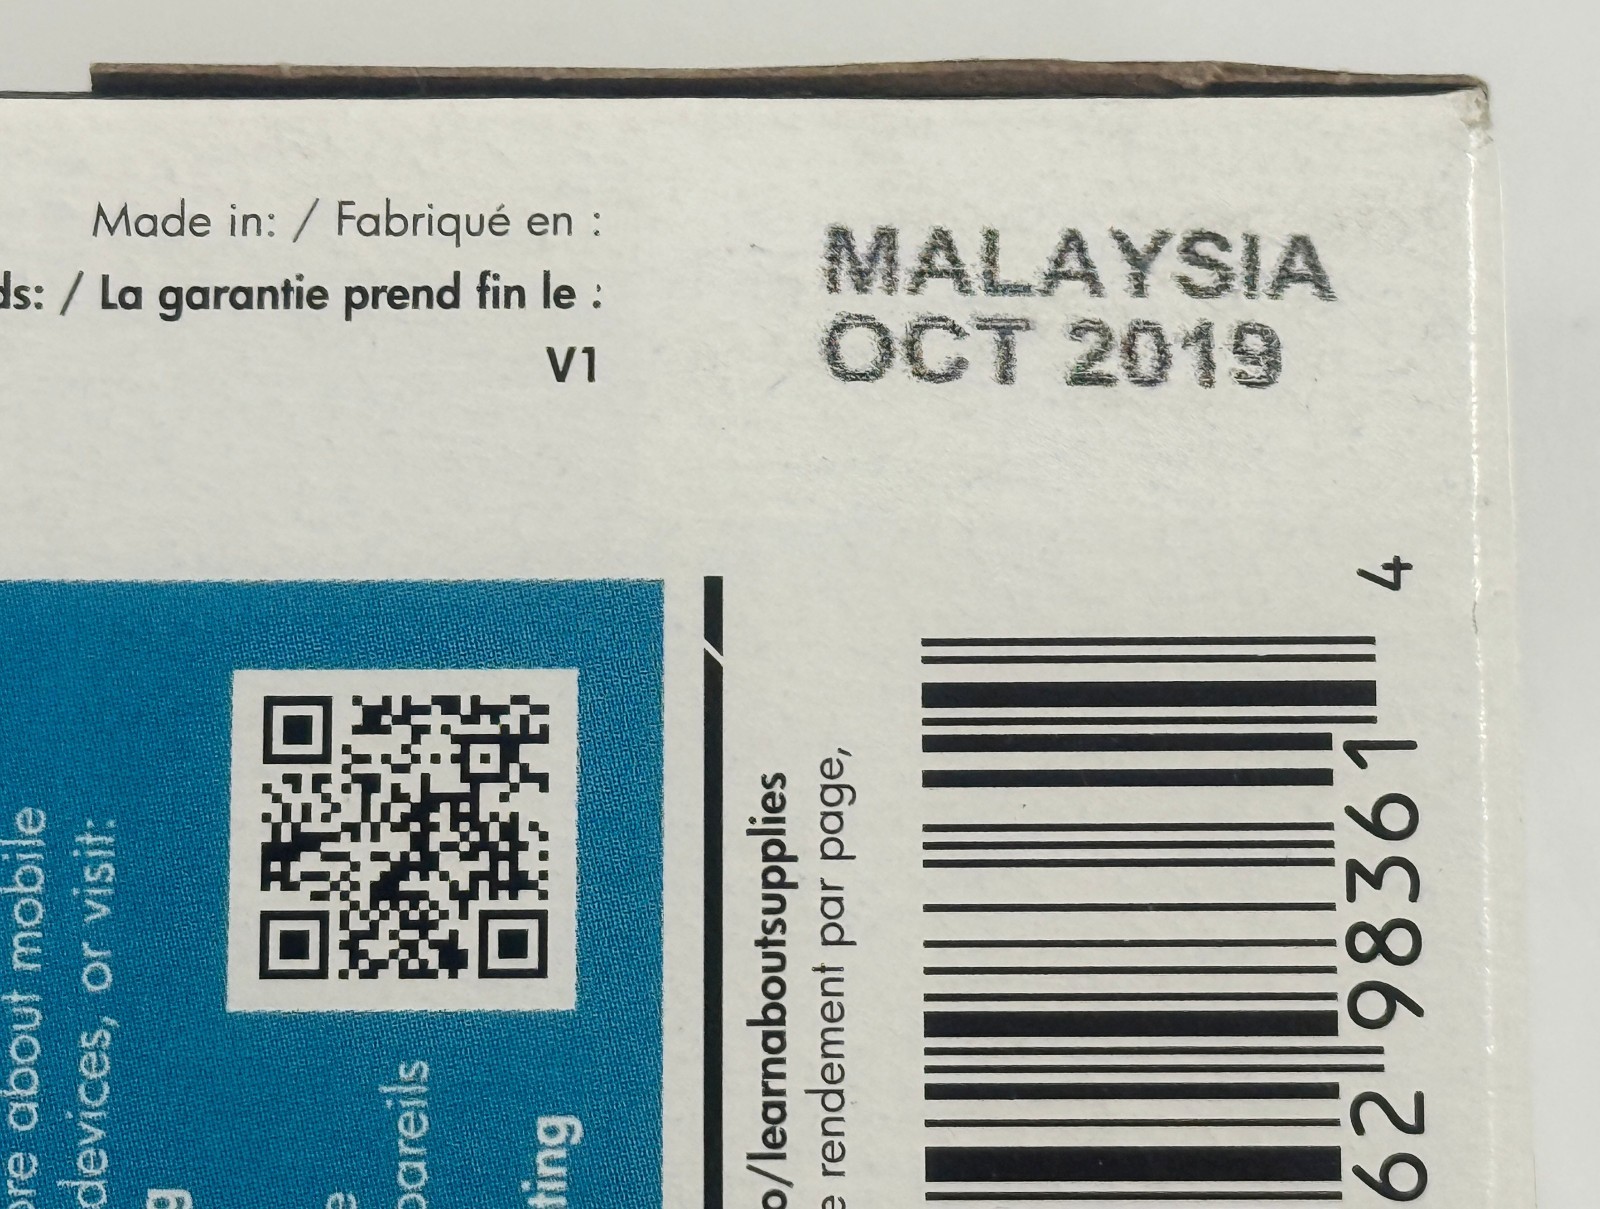 Made in: / Fabriqué en :
MALAYSIA
ds: / La garantie prend fin le :
OCT 2019
V1
ore about mobile
devices, or visit:
g
e
pareils
ting
o/learnaboutsupplies
e rendement par page,
62 98361 4